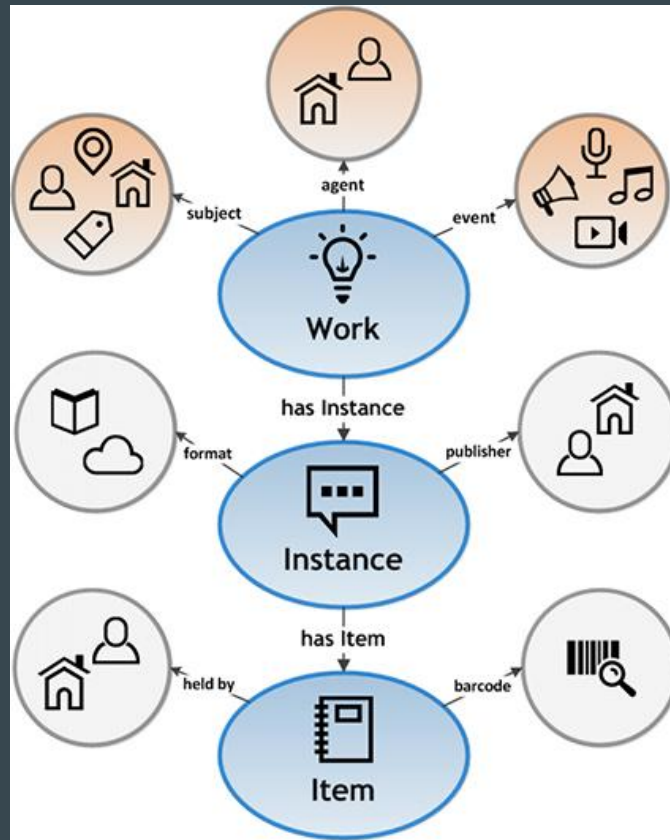 agent
subject
event
Work
has Instance
format
publisher
Instance
has Item
held by
barcode
Item